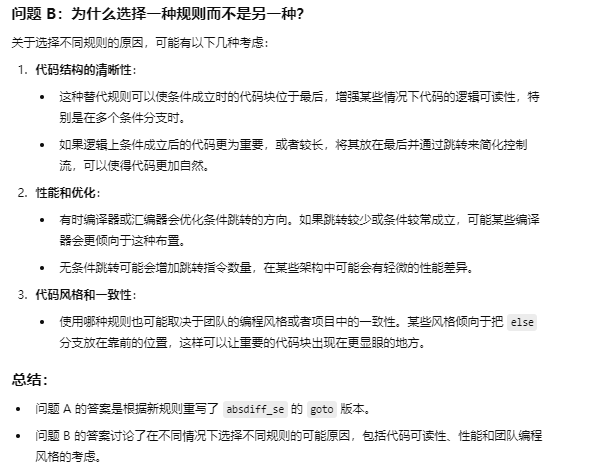 问题 B：为什么选择一种规则而不是另一种？
关于选择不同规则的原因，可能有以下几种考虑：
1. 代码结构的清晰性：
• 这种替代规则可以使条件成立时的代码块位于最后，增强某些情况下代码的逻辑可读性，特
别是在多个条件分支时。
• 如果逻辑上条件成立后的代码更为重要，或者较长，将其放在最后并通过跳转来简化控制
流，可以使得代码更加自然。
2. 性能和优化：
• 有时编译器或汇编器会优化条件跳转的方向。如果跳转较少或条件较常成立，可能某些编译
器会更倾向于这种布置。
• 无条件跳转可能会增加跳转指令数量，在某些架构中可能会有轻微的性能差异。
3. 代码风格和一致性：
• 使用哪种规则也可能取决于团队的编程风格或者项目中的一致性。某些风格倾向于把 else
分支放在靠前的位置，这样可以让重要的代码块出现在更显眼的地方。
总结：
• 问题 A 的答案是根据新规则重写了 absdiff_se 的 goto 版本。
• 问题 B 的答案讨论了在不同情况下选择不同规则的可能原因，包括代码可读性、性能和团队编程
风格的考虑。